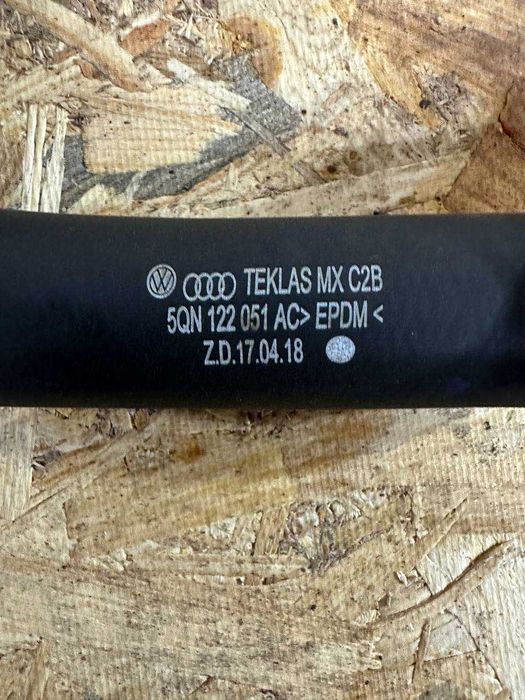 TEKLAS MX C2B
5QN 122 051 AC> EPDM <
Z.D.17.04.18